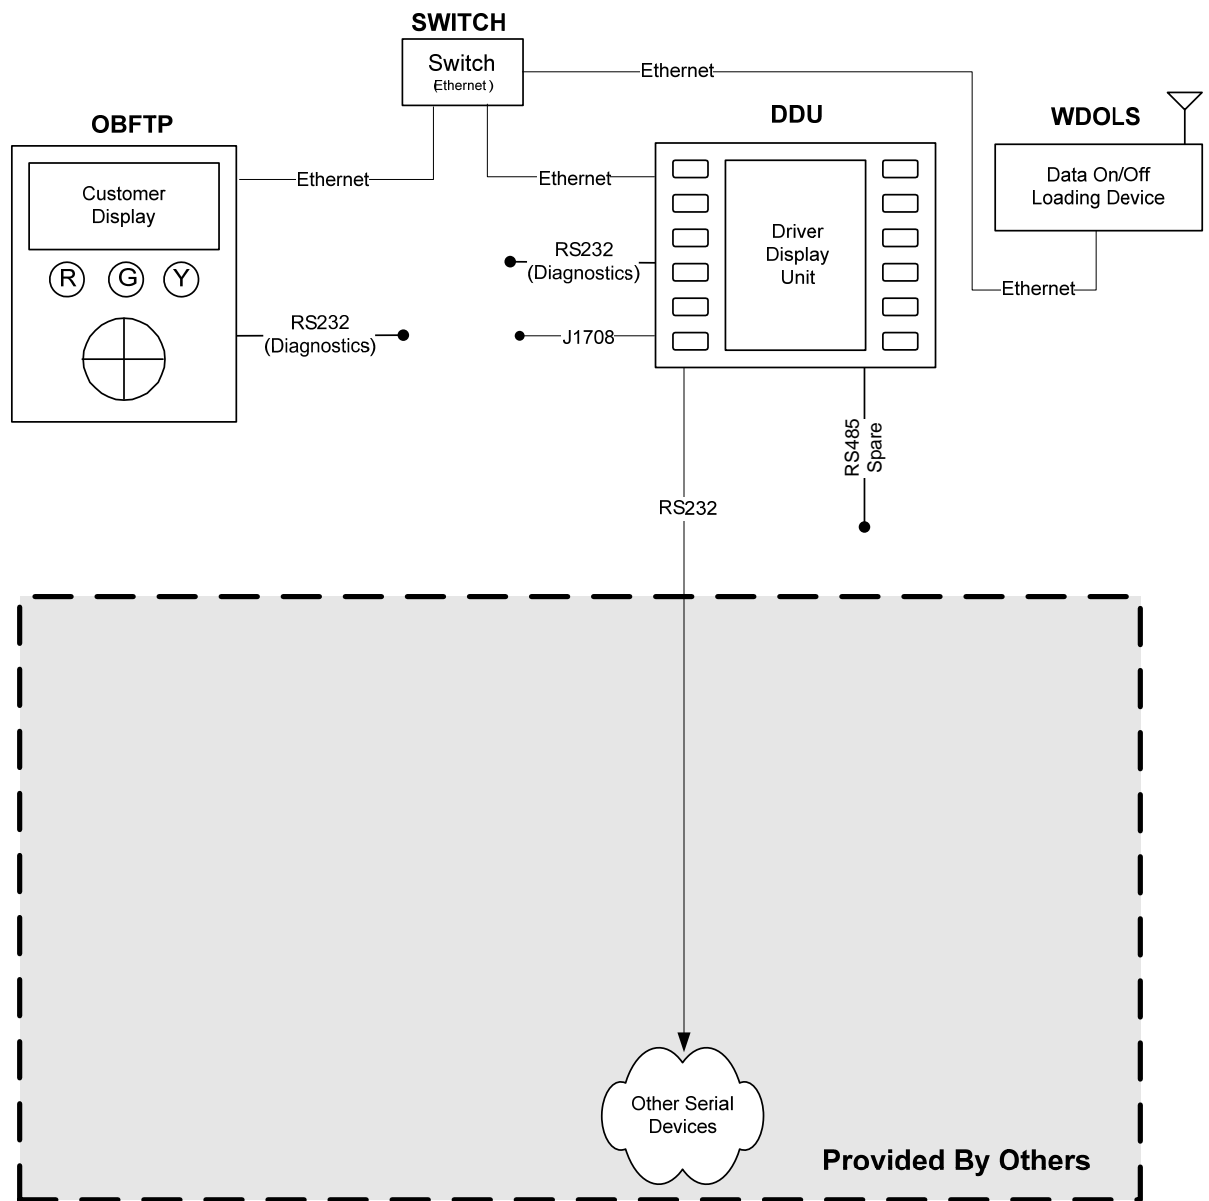 SWITCH
Switch
(Ethernet)
Ethernet
DDU
WDOLS
OBFTP
Customer
Display
R G Y
Ethernet
Ethernet
Data On/Off
Loading Device
Driver
Display
Unit
RS232
(Diagnostics)
Ethernet
RS232
(Diagnostics)
J1708
RS485
Spare
RS232
Other Serial
Devices
Provided By Others